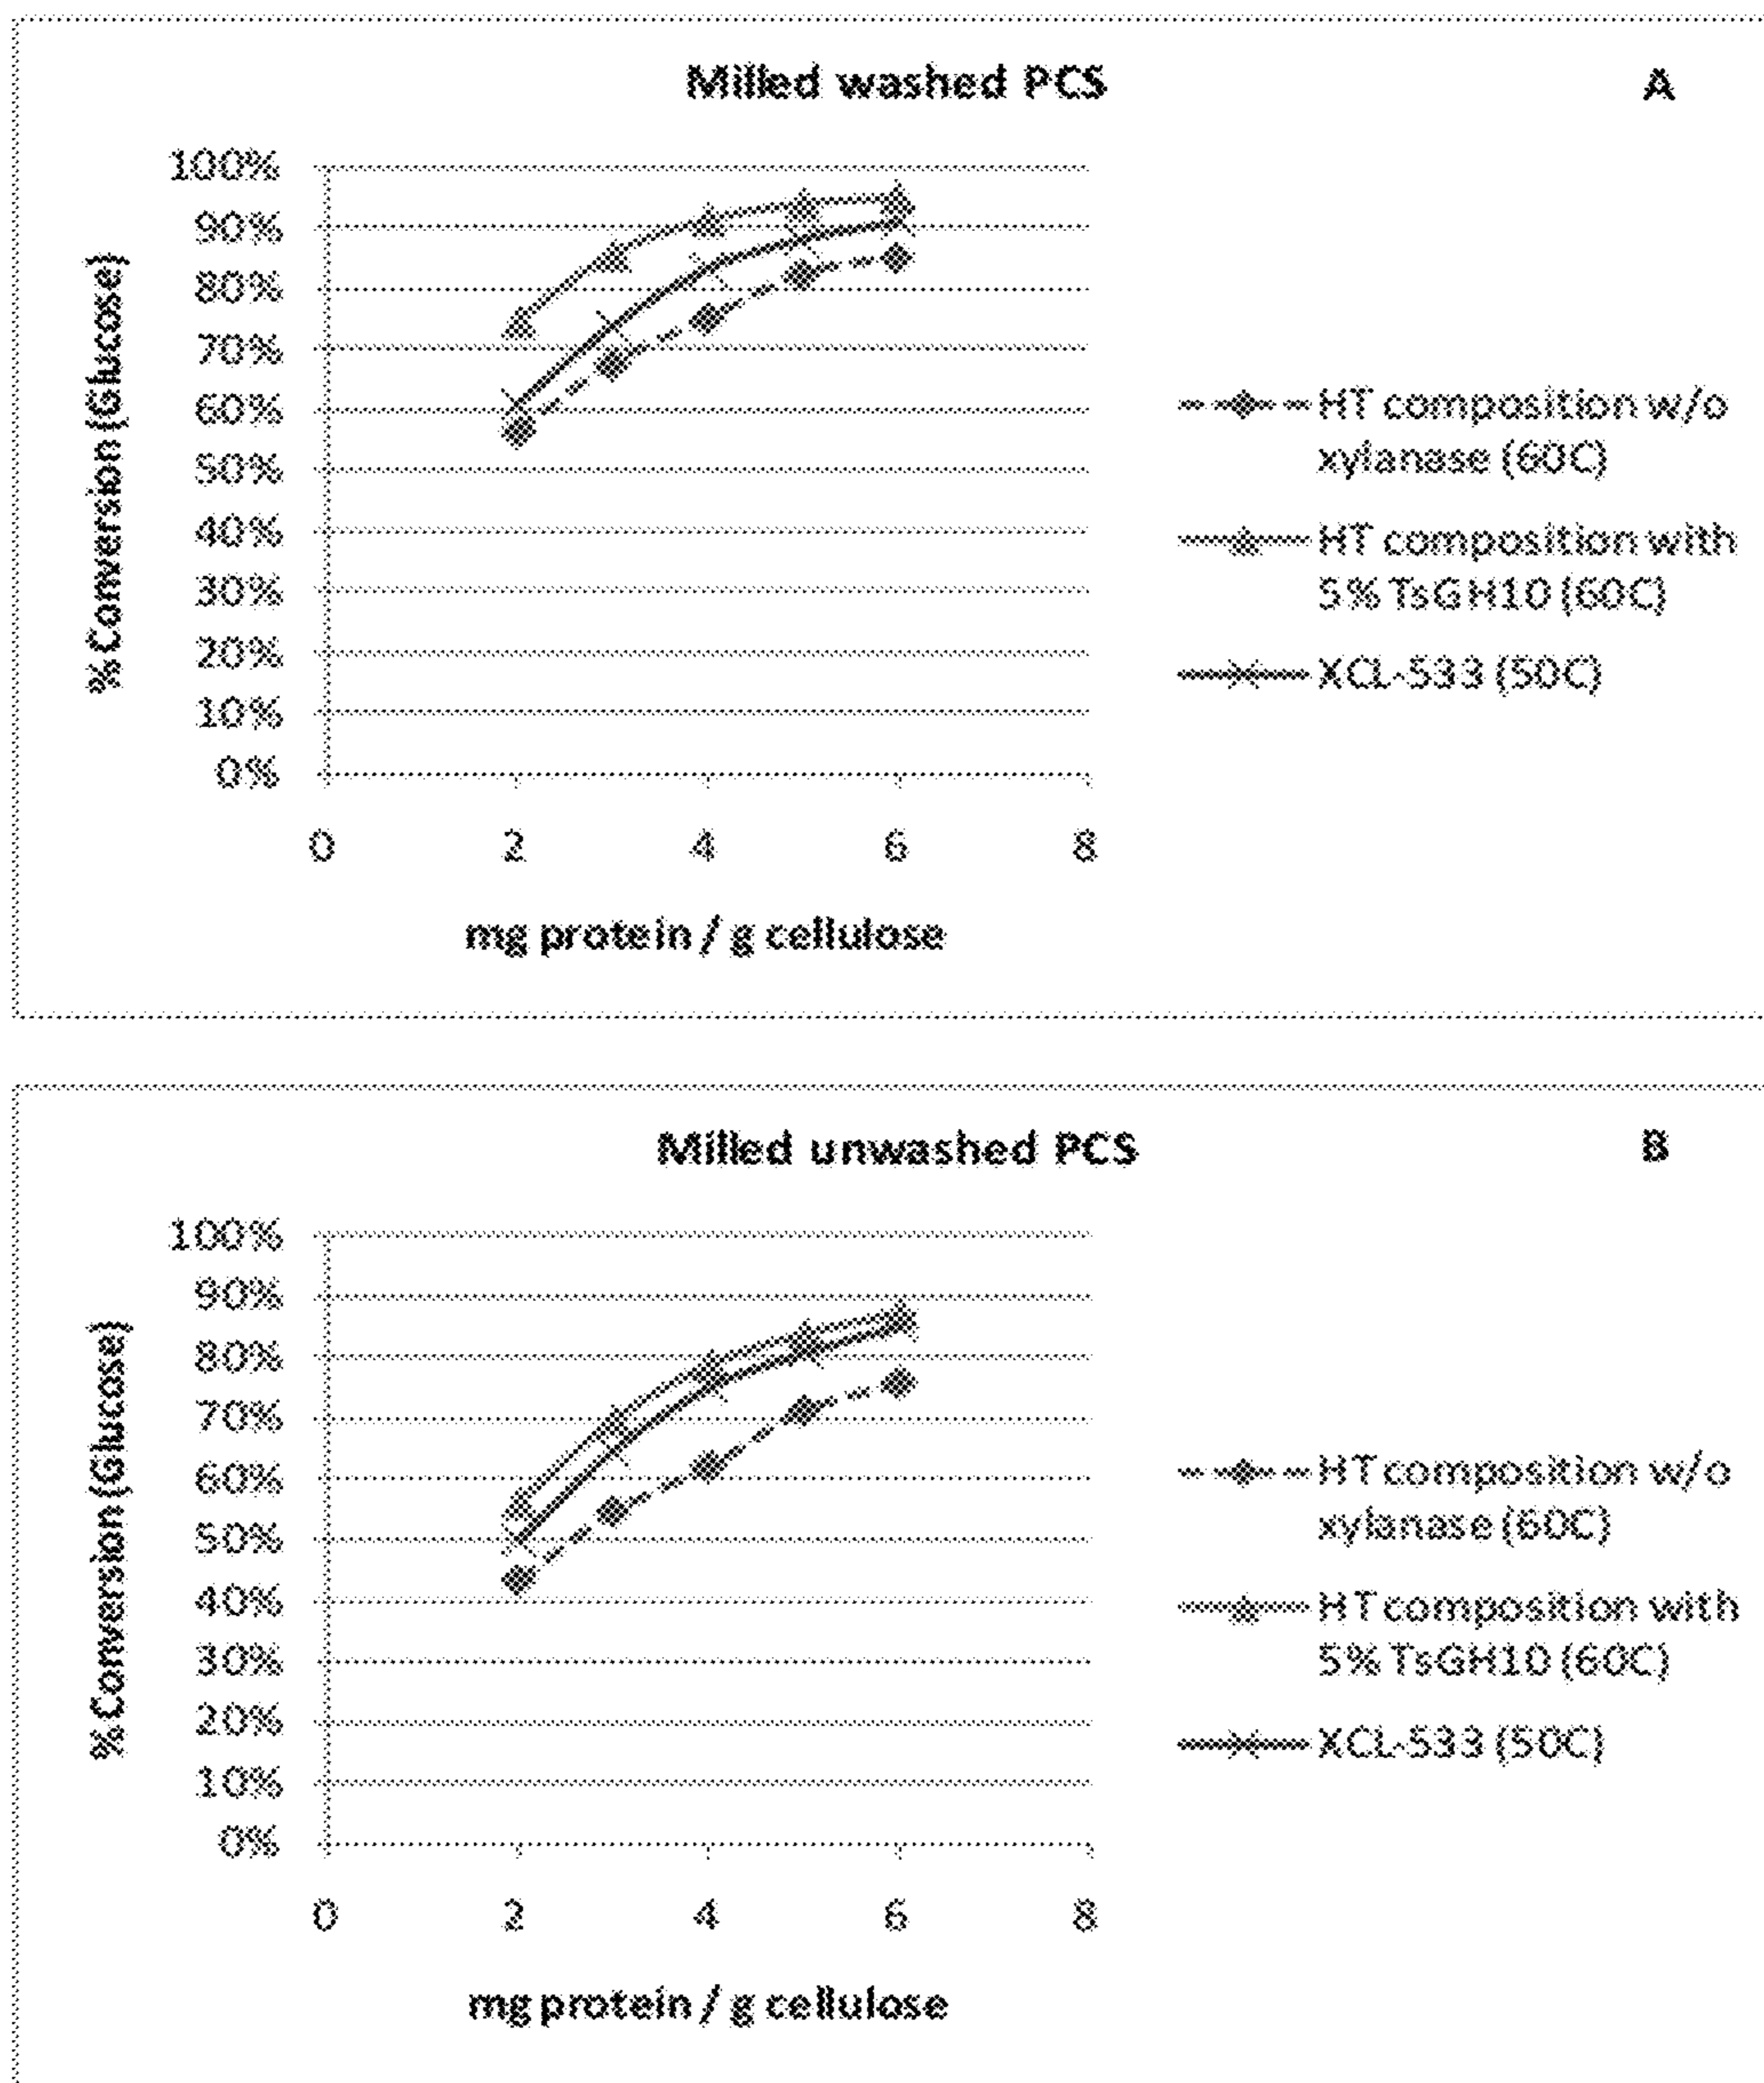 Milled washed PCS
A
100%
90%
80%
70%
60%
50%
40%
30%
20%
10%
0%
% Conversion (Glucose)
0 2 4 6 8
mg protein / g cellulose
HT composition w/o
xylanase (60C)
HT composition with
5% TsGH10 (60C)
XCL-533 (50C)
Milled unwashed PCS
B
100%
90%
80%
70%
60%
50%
40%
30%
20%
10%
0%
% Conversion (Glucose)
0 2 4 6 8
mg protein / g cellulose
HT composition w/o
xylanase (60C)
HT composition with
5% TsGH10 (60C)
XCL-533 (50C)